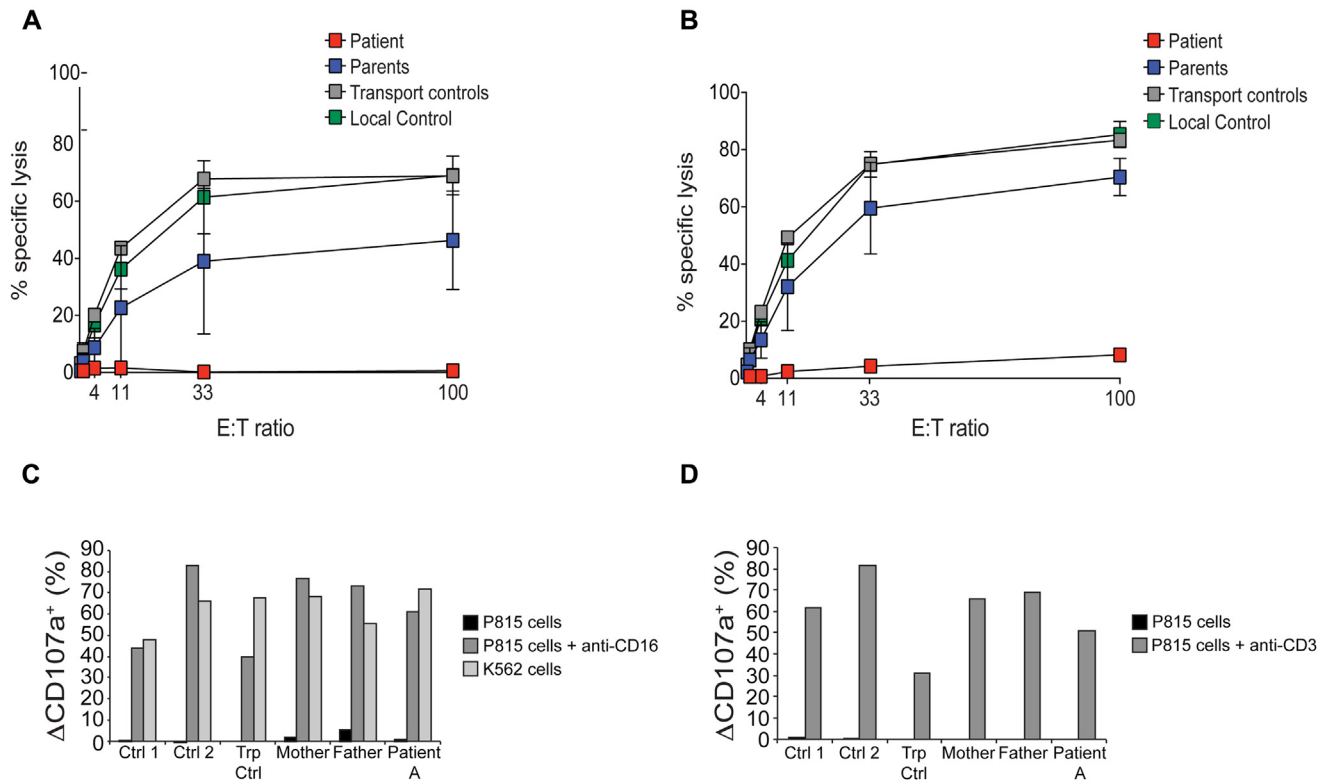 A
Patient
Parents
Transport controls
Local Control
100
80
60
40
20
0
% specific lysis
4 11 33 100
E:T ratio
B
Patient
Parents
Transport controls
Local Control
100
80
60
40
20
0
% specific lysis
4 11 33 100
E:T ratio
C
90
80
70
60
50
40
30
20
10
0
ΔCD107a⁺ (%)
P815 cells
P815 cells + anti-CD16
K562 cells
Ctrl 1 Ctrl 2 Trp Mother Father Patient
Ctrl A
D
90
80
70
60
50
40
30
20
10
0
ΔCD107a⁺ (%)
P815 cells
P815 cells + anti-CD3
Ctrl 1 Ctrl 2 Trp Mother Father Patient
Ctrl A